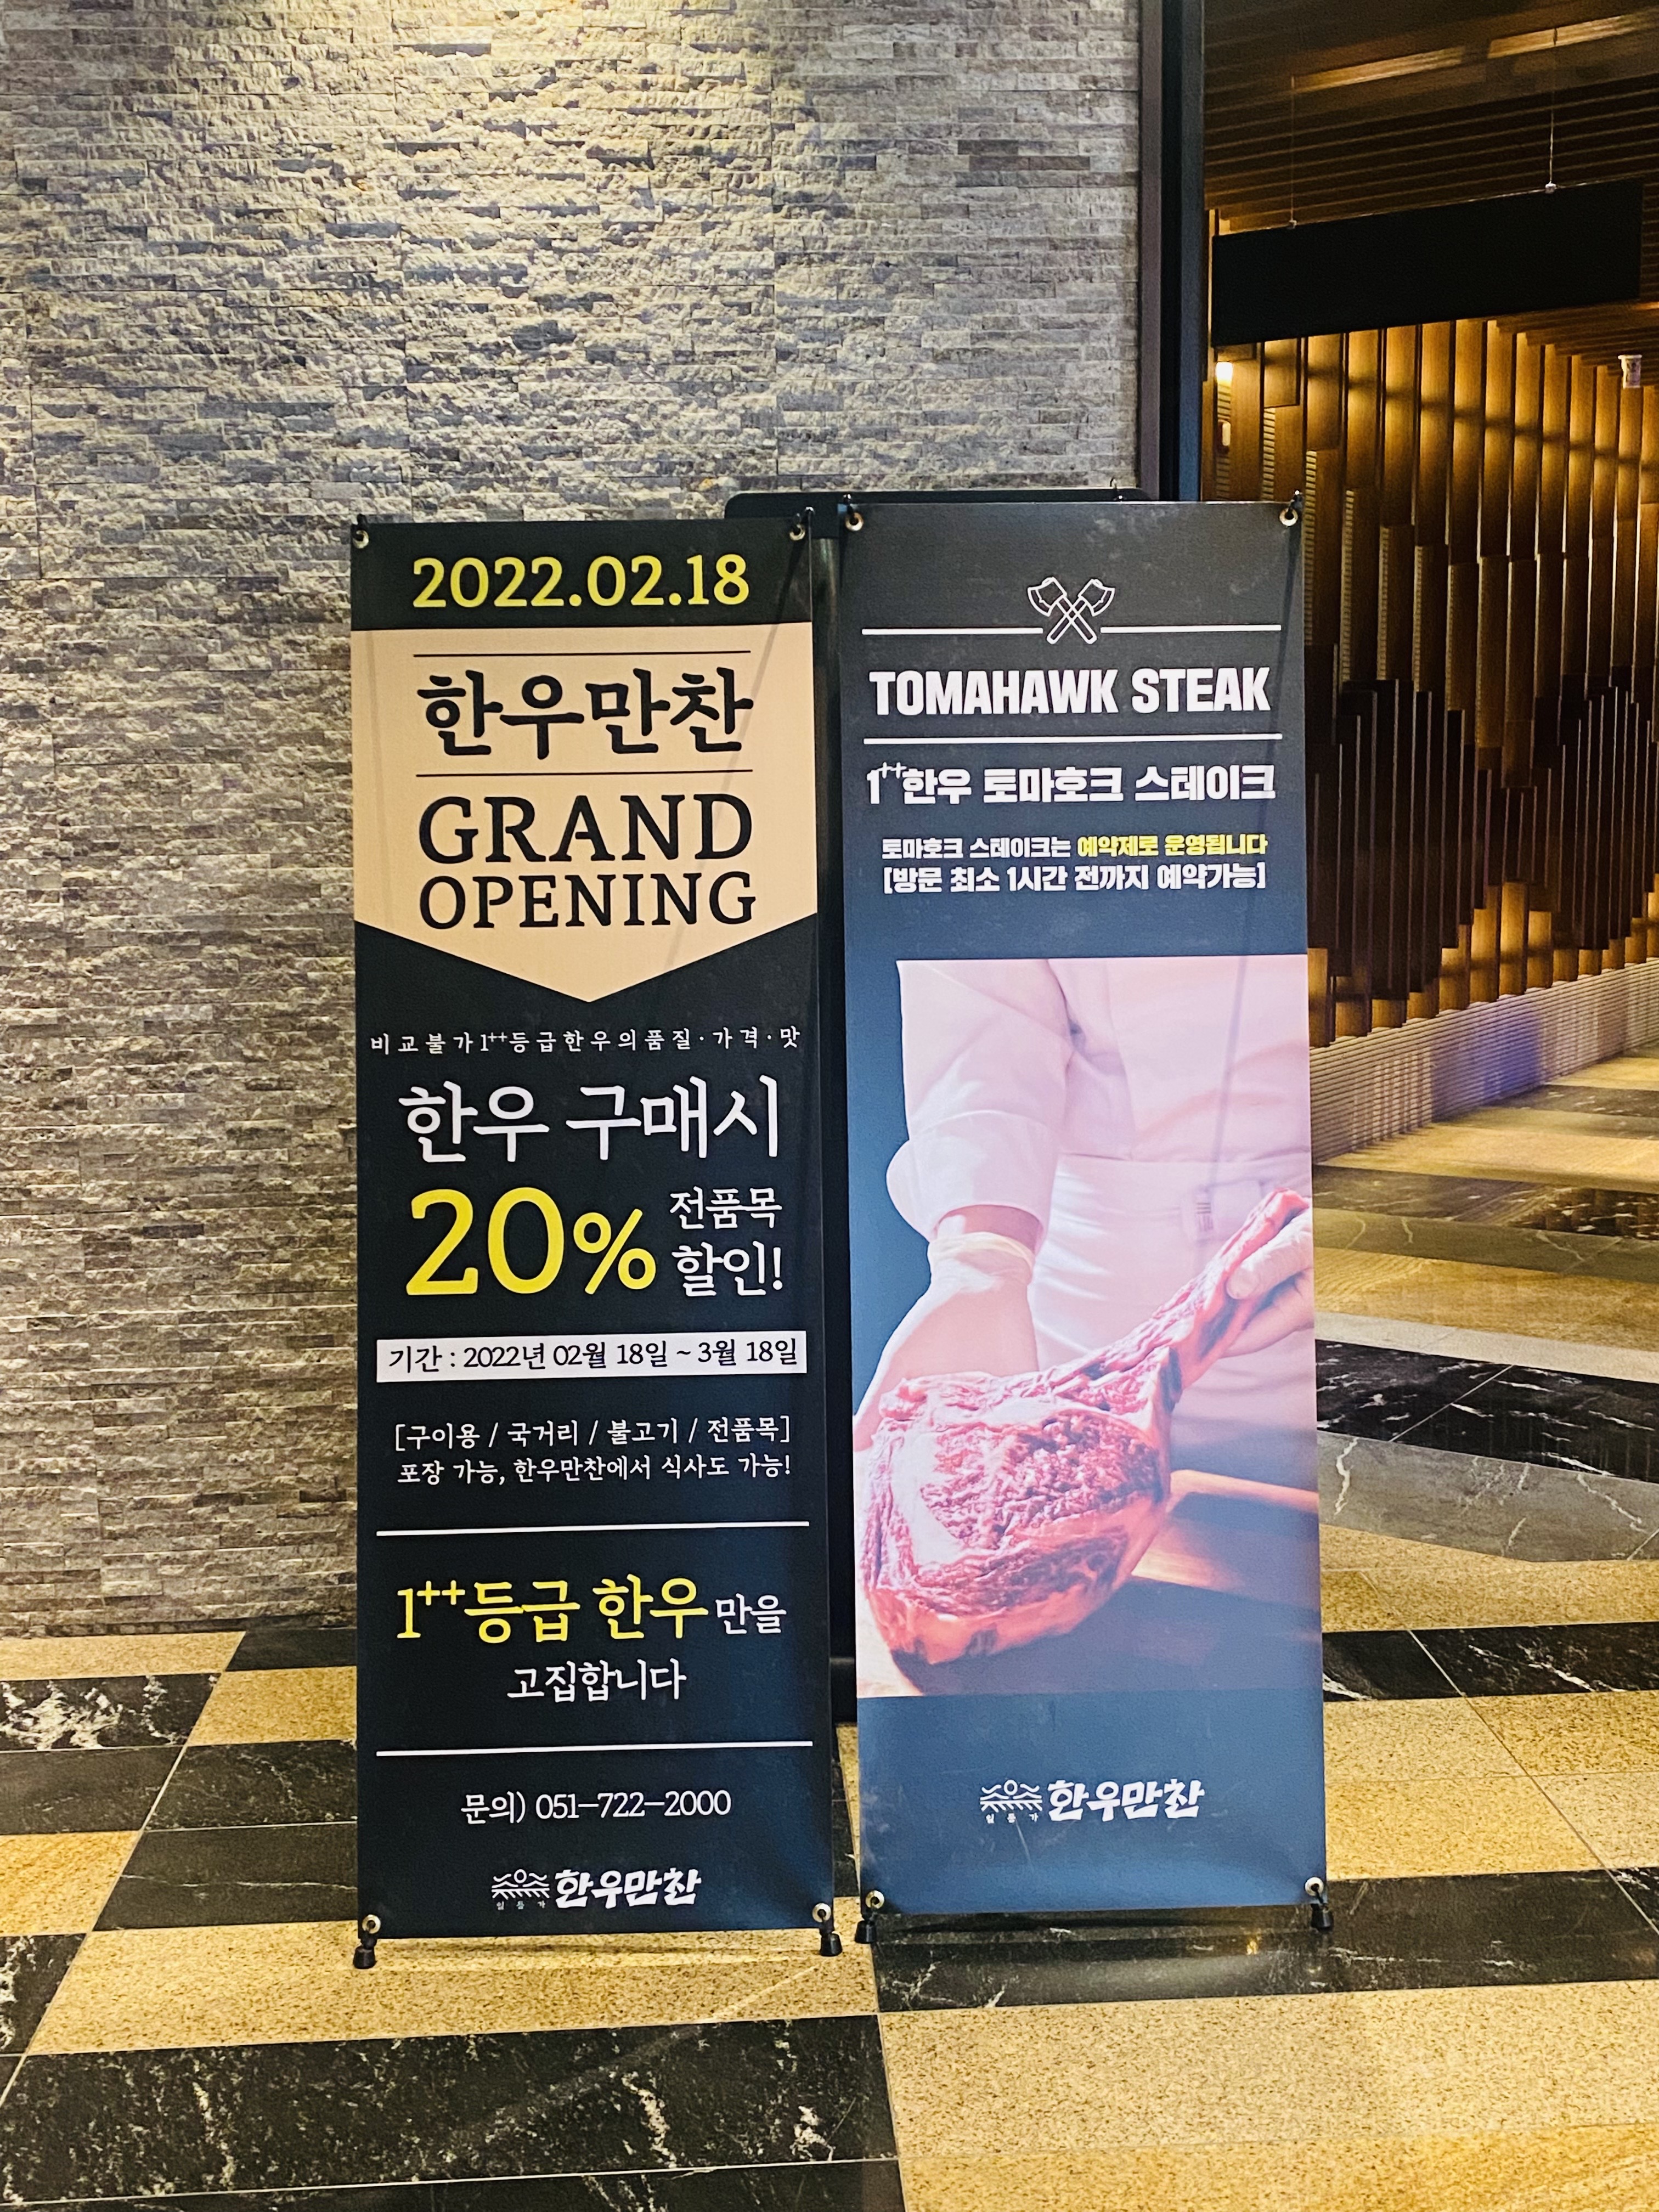 2022.02.18
한우만찬
GRAND
OPENING
비교불가1++등급한우의품질·가격·맛
한우 구매시
20% 전품목
할인!
기간 : 2022년 02월 18일 ~ 3월 18일
[구이용 / 국거리 / 불고기 / 전품목]
포장 가능, 한우만찬에서 식사도 가능!
1++등급 한우만을
고집합니다
문의) 051-722-2000
일품가 한우만찬
TOMAHAWK STEAK
1++한우 토마호크 스테이크
토마호크 스테이크는 예약제로 운영됩니다
[방문 최소 1시간 전까지 예약가능]
일품가 한우만찬